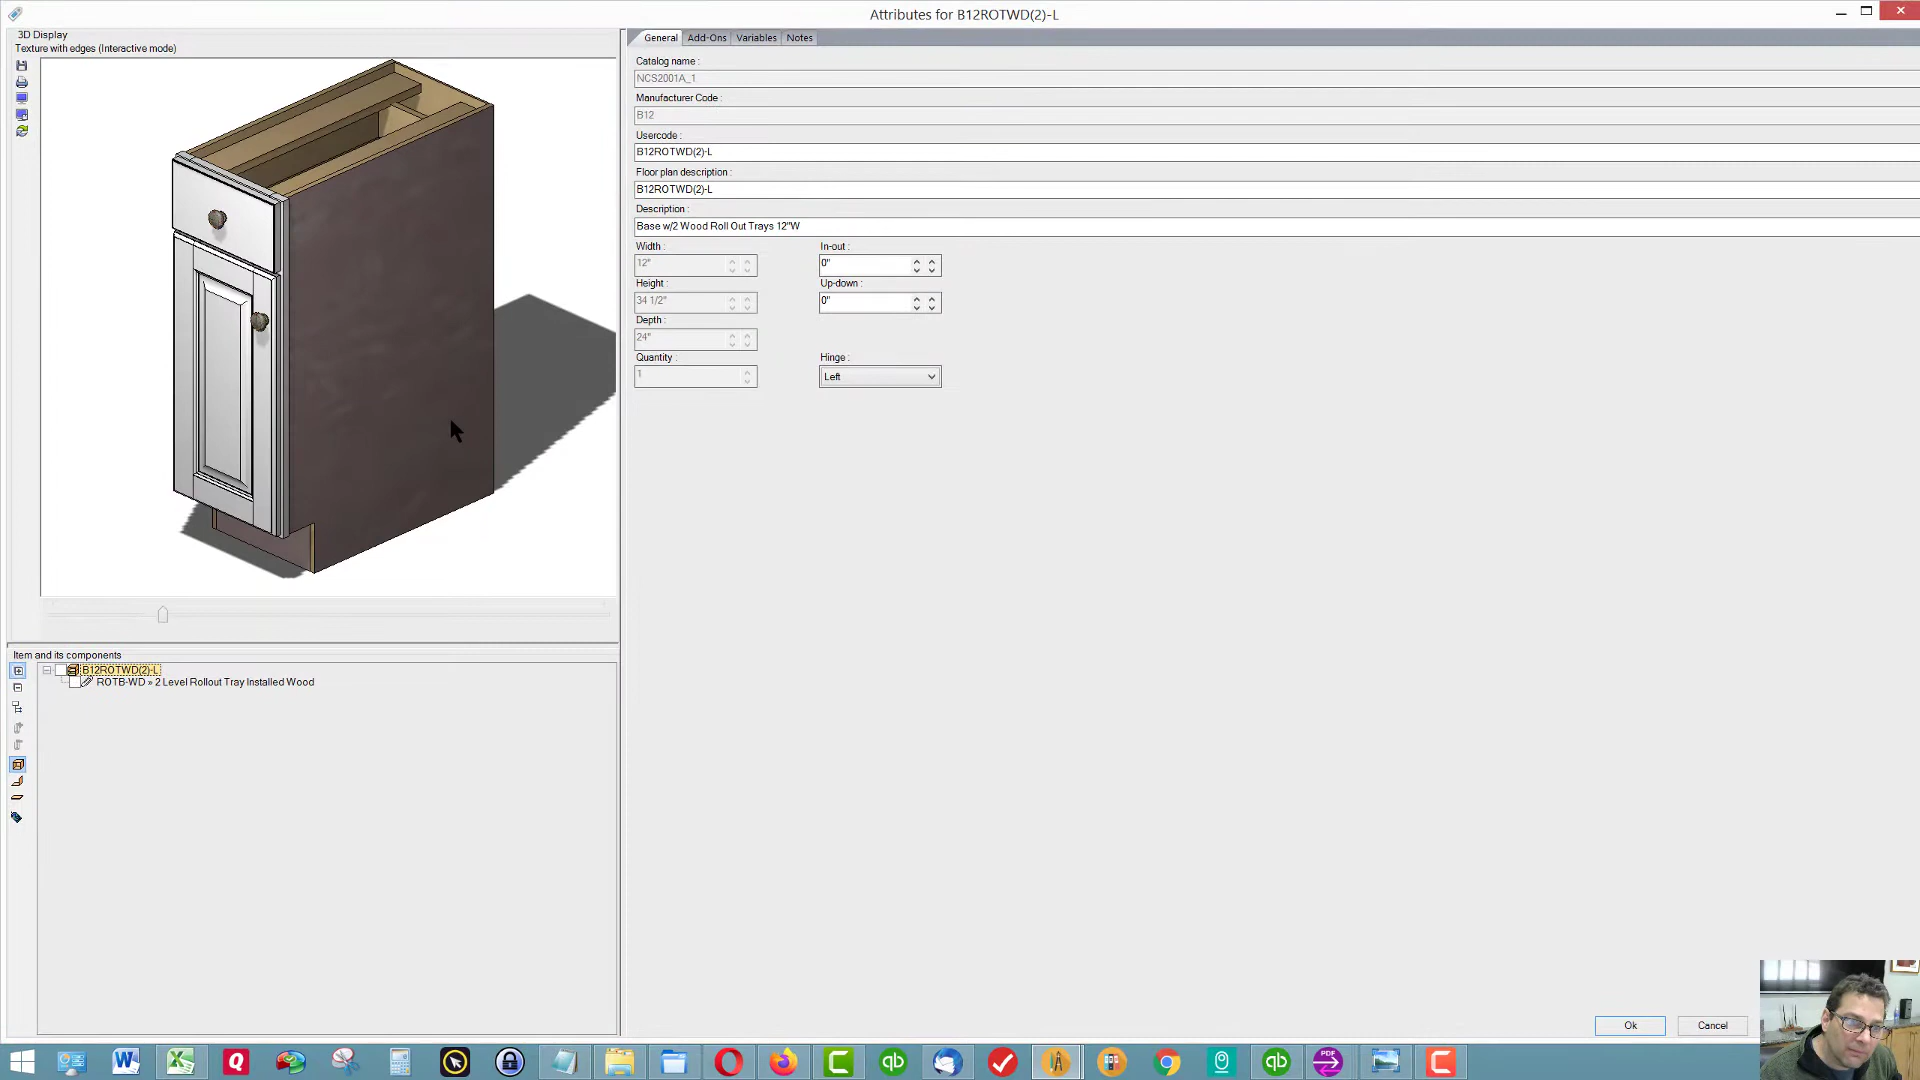 Attributes for B12ROTWD(2)-L
3D Display
Texture with edges (Interactive mode)
General Add-Ons Variables Notes
Catalog name :
NCS2001A_1
Manufacturer Code :
B12
Usercode :
B12ROTWD(2)-L
Floor plan description :
B12ROTWD(2)-L
Description :
Base w/2 Wood Roll Out Trays 12"W
Width : In-out :
12" 0"
Height : Up-down :
34 1/2" 0"
Depth :
24"
Quantity : Hinge :
1 Left
Item and its components
B12ROTWD(2)-L
ROTB-WD » 2 Level Rollout Tray Installed Wood
Ok Cancel